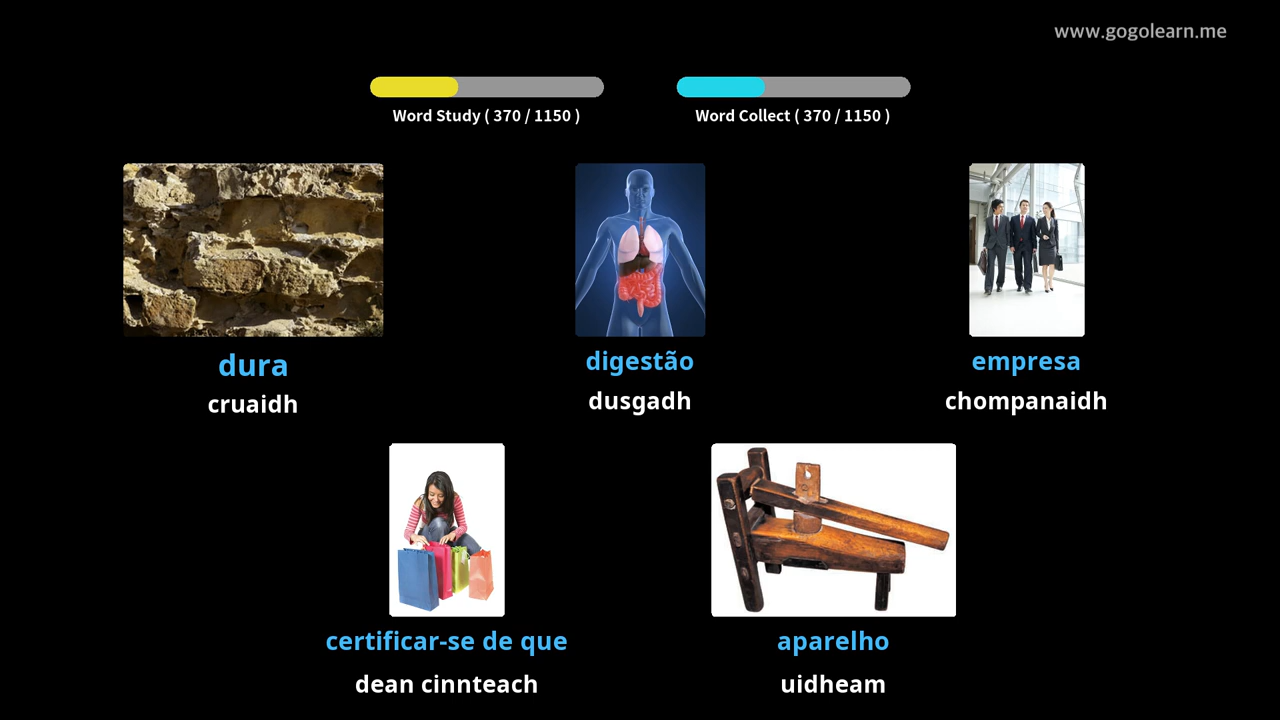 www.gogolearn.me
Word Study ( 370 / 1150 )
Word Collect ( 370 / 1150 )
dura
cruaidh
digestão
dusgadh
empresa
chompanaidh
certificar-se de que
dean cinnteach
aparelho
uidheam